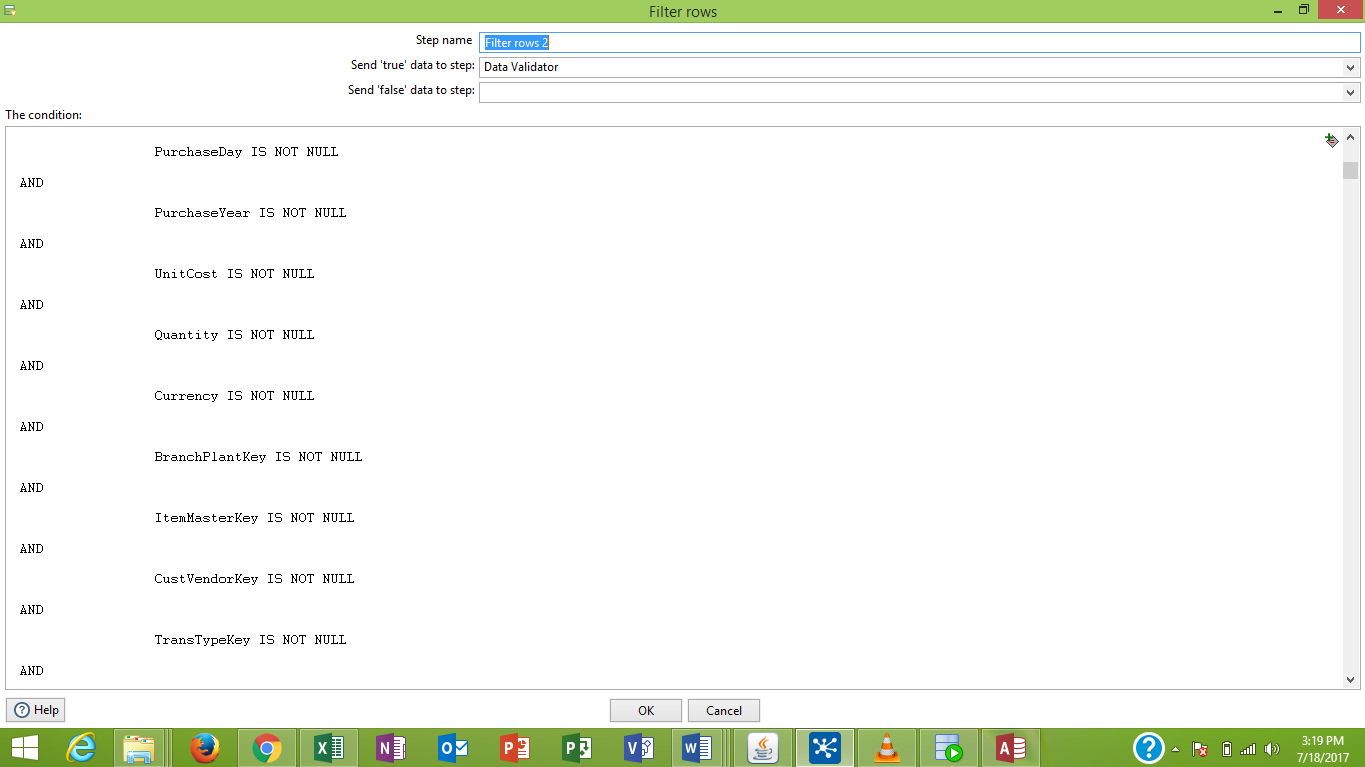 Filter rows
Step name Filter rows 2
Send 'true' data to step: Data Validator
Send 'false' data to step:
The condition:
PurchaseDay IS NOT NULL
AND
PurchaseYear IS NOT NULL
AND
UnitCost IS NOT NULL
AND
Quantity IS NOT NULL
AND
Currency IS NOT NULL
AND
BranchPlantKey IS NOT NULL
AND
ItemMasterKey IS NOT NULL
AND
CustVendorKey IS NOT NULL
AND
TransTypeKey IS NOT NULL
AND
Help OK Cancel
3:19 PM
7/18/2017